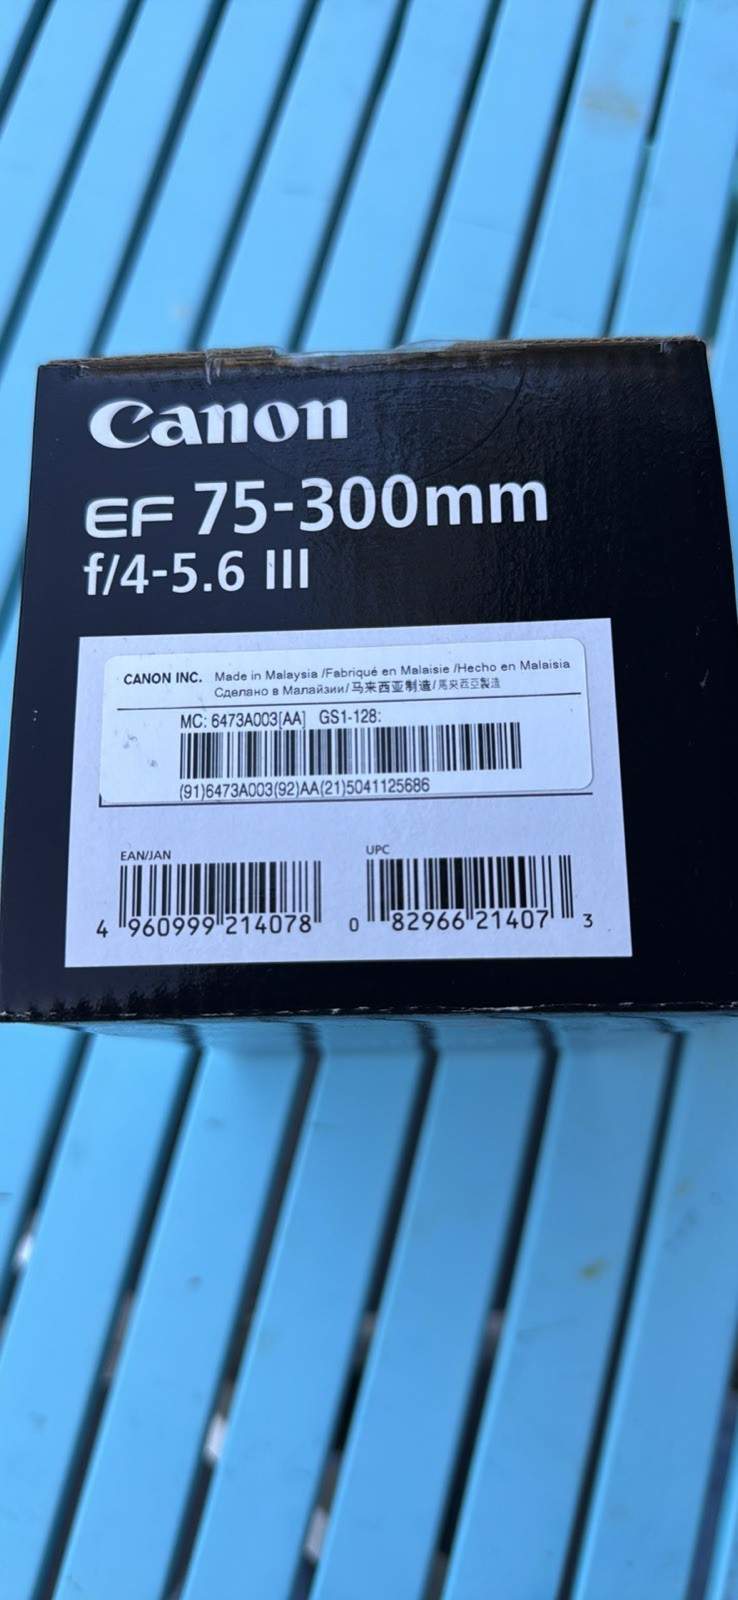 Canon
EF 75-300mm
f/4-5.6 III
CANON INC. Made in Malaysia /Fabriqué en Malaisie /Hecho en Malaisia
Сделано в Малайзии/马来西亚制造/馬來西亞製造
MC: 6473A003[AA] GS1-128:
(91)6473A003(92)AA(21)5041125686
EAN/JAN UPC
4 960999 214078 0 82966 21407 3